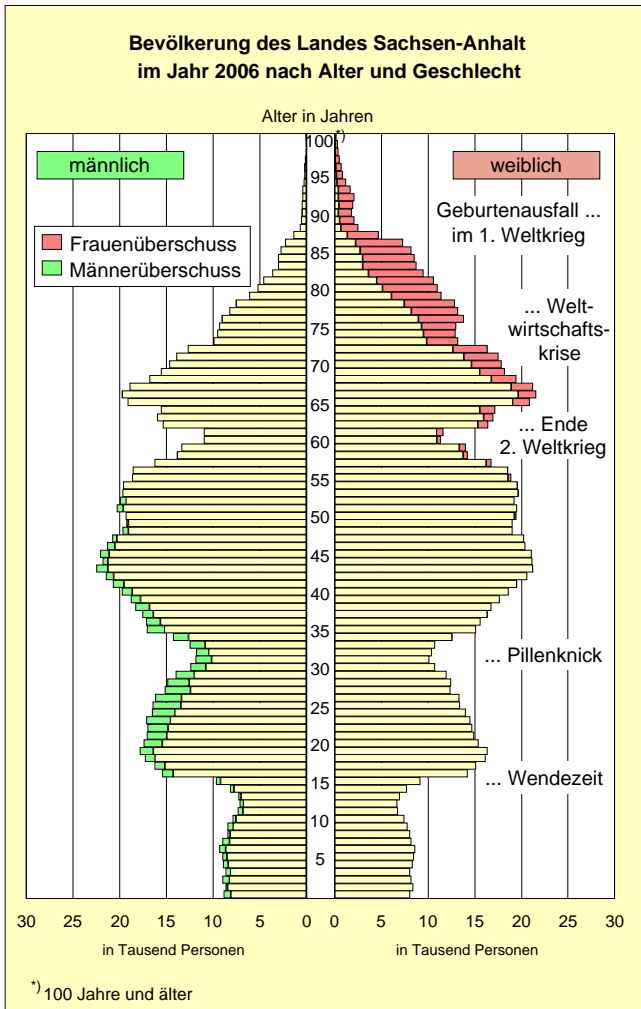 Bevölkerung des Landes Sachsen-Anhalt
im Jahr 2006 nach Alter und Geschlecht
Alter in Jahren
100 *)
männlich
weiblich
95
90
Geburtenausfall ...
... im 1. Weltkrieg
Frauenüberschuss
Männerüberschuss
85
80
... Welt-
wirtschafts-
krise
75
70
65
... Ende
2. Weltkrieg
60
55
50
45
40
35
... Pillenknick
30
25
20
... Wendezeit
15
10
5
30 25 20 15 10 5 0 0 5 10 15 20 25 30
in Tausend Personen in Tausend Personen
*) 100 Jahre und älter